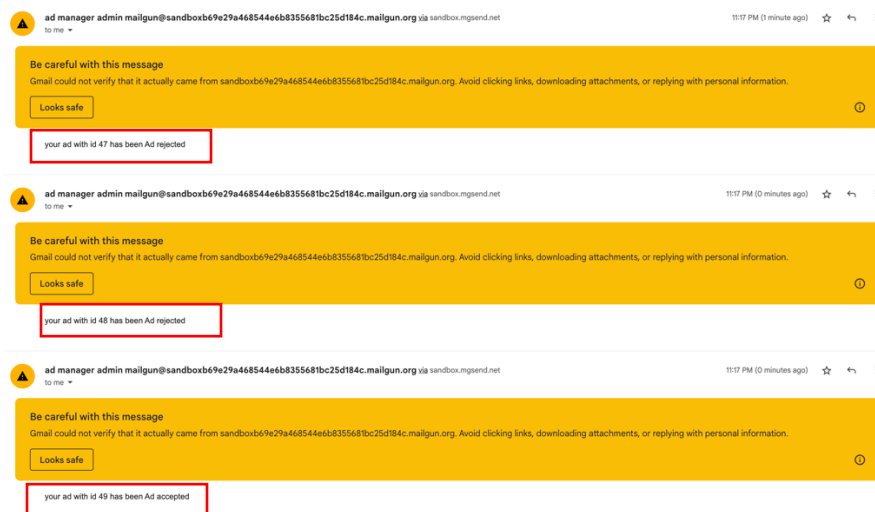 ad manager admin mailgun@sandboxb69e29a468544e6b8355681bc25d184c.mailgun.org via sandbox.mgsend.net 11:17 PM (1 minute ago)
to me
Be careful with this message
Gmail could not verify that it actually came from sandboxb69e29a468544e6b8355681bc25d184c.mailgun.org. Avoid clicking links, downloading attachments, or replying with personal information.
Looks safe
your ad with id 47 has been Ad rejected
ad manager admin mailgun@sandboxb69e29a468544e6b8355681bc25d184c.mailgun.org via sandbox.mgsend.net 11:17 PM (0 minutes ago)
to me
Be careful with this message
Gmail could not verify that it actually came from sandboxb69e29a468544e6b8355681bc25d184c.mailgun.org. Avoid clicking links, downloading attachments, or replying with personal information.
Looks safe
your ad with id 48 has been Ad rejected
ad manager admin mailgun@sandboxb69e29a468544e6b8355681bc25d184c.mailgun.org via sandbox.mgsend.net 11:17 PM (0 minutes ago)
to me
Be careful with this message
Gmail could not verify that it actually came from sandboxb69e29a468544e6b8355681bc25d184c.mailgun.org. Avoid clicking links, downloading attachments, or replying with personal information.
Looks safe
your ad with id 49 has been Ad accepted